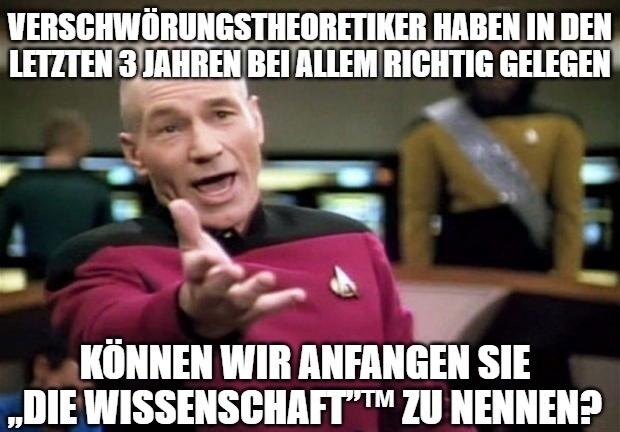 VERSCHWÖRUNGSTHEORETIKER HABEN IN DEN
LETZTEN 3 JAHREN BEI ALLEM RICHTIG GELEGEN
KÖNNEN WIR ANFANGEN SIE
„DIE WISSENSCHAFT”™ ZU NENNEN?